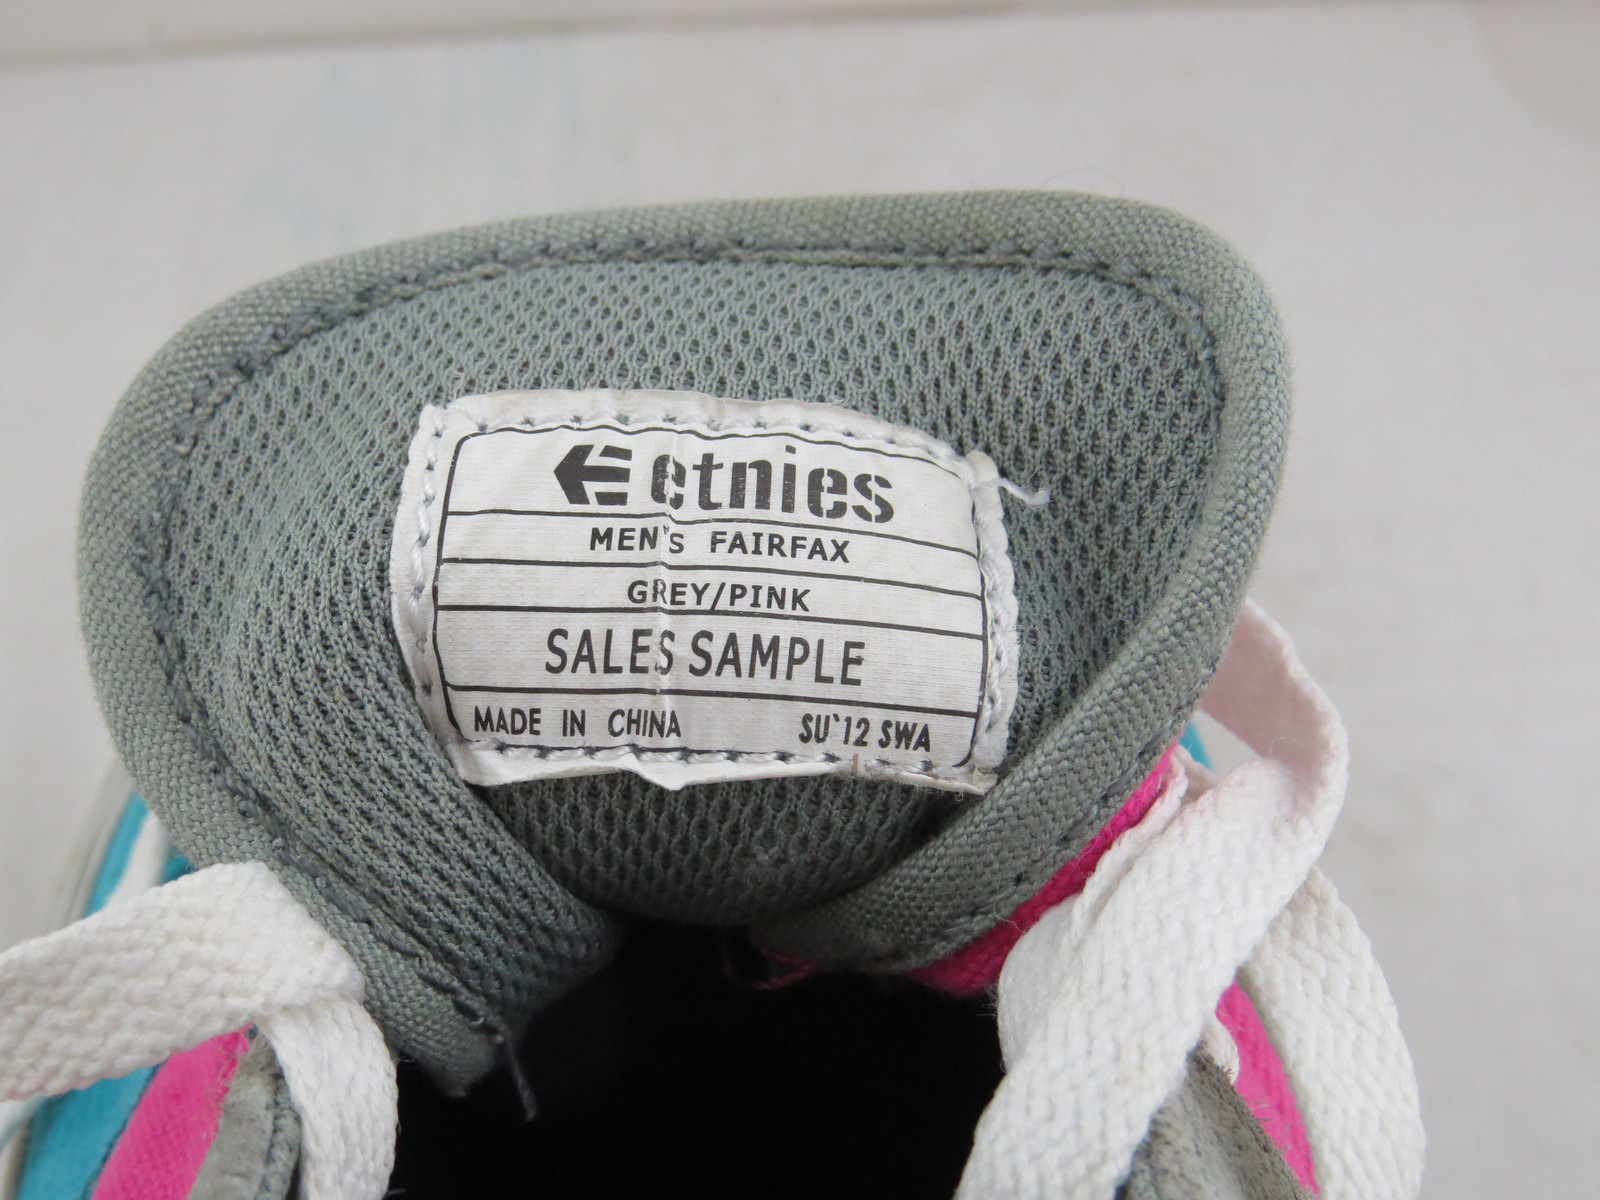 etnies
MEN's FAIRFAX
GREY/PINK
SALES SAMPLE
MADE IN CHINA SU`12 SWA